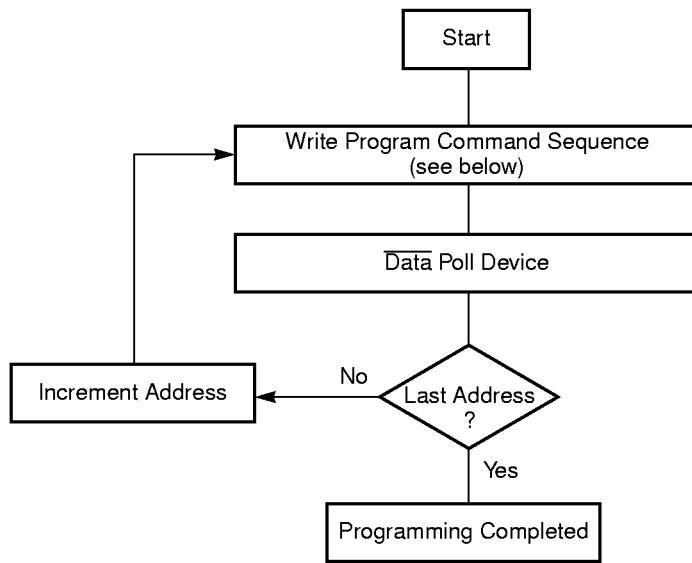 Start
Write Program Command Sequence
(see below)
Data Poll Device
No
Increment Address
Last Address
?
Yes
Programming Completed